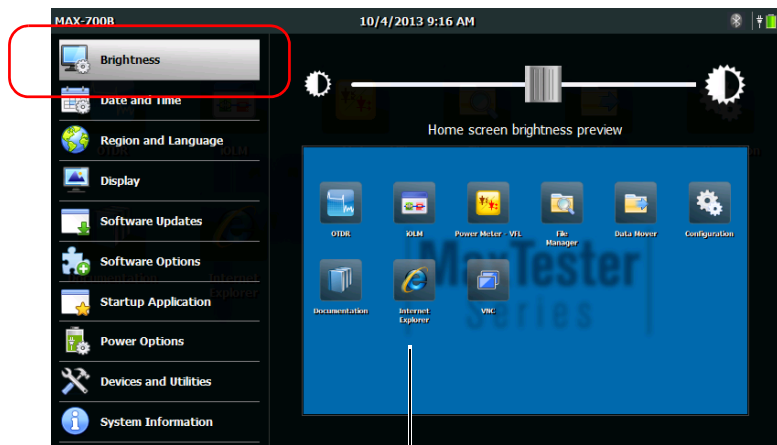 MAX-700B
10/4/2013 9:16 AM
Brightness
Date and Time
Region and Language
Display
Software Updates
Software Options
Startup Application
Power Options
Devices and Utilities
System Information
Home screen brightness preview
OTDR
iOLM
Power Meter - VFL
File
Manager
Data Mover
Configuration
Documentation
Internet
Explorer
VNC
MaxTester
Series